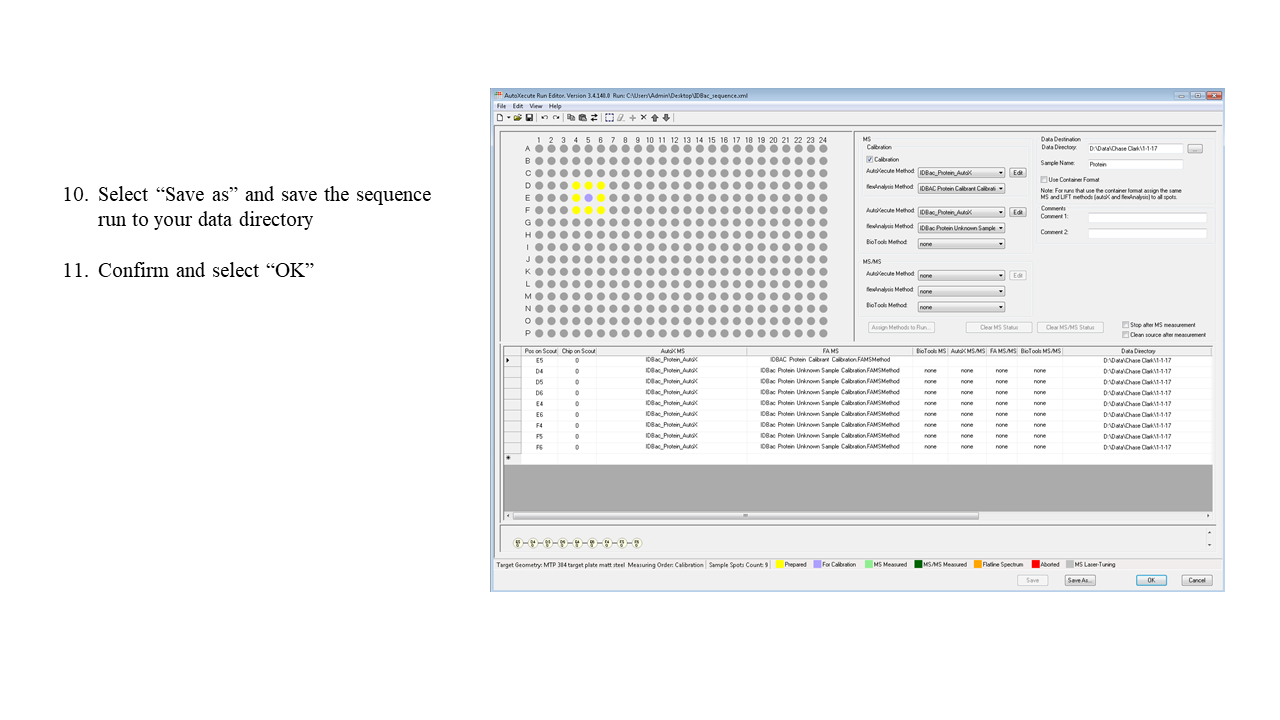 10. Select “Save as” and save the sequence
run to your data directory
11. Confirm and select “OK”
AutoXecute Run Editor. Version 3.4.140.0 Run: C:\Users\Admin\Desktop\IDBac_sequence.xml
File Edit View Help
1 2 3 4 5 6 7 8 9 10 11 12 13 14 15 16 17 18 19 20 21 22 23 24
A
B
C
D
E
F
G
H
I
J
K
L
M
N
O
P
MS
Calibration
Calibration
AutoXecute Method: IDBac_Protein_AutoX Edit
flexAnalysis Method: IDBAC Protein Calibrant Calibrati
AutoXecute Method: IDBac_Protein_AutoX Edit
flexAnalysis Method: IDBac Protein Unknown Sample
BioTools Method: none
MS/MS
AutoXecute Method: none Edit
flexAnalysis Method: none
BioTools Method: none
Assign Methods to Run... Clear MS Status Clear MS/MS Status
Data Destination
Data Directory: D:\Data\Chase Clark\1-1-17 ...
Sample Name: Protein
Use Container Format
Note: For runs that use the container format assign the same
MS and LIFT methods (autoX and flexAnalysis) to all spots.
Comments
Comment 1:
Comment 2:
Stop after MS measurement
Clean source after measurement
Pos on Scout Chip on Scout AutoX MS FA MS BioTools MS AutoX MS/MS FA MS/MS BioTools MS/MS Data Directory
E5 0 IDBac_Protein_AutoX IDBAC Protein Calibrant Calibration.FAMSMethod D:\Data\Chase Clark\1-1-17
D4 0 IDBac_Protein_AutoX IDBac Protein Unknown Sample Calibration.FAMSMethod none none none none D:\Data\Chase Clark\1-1-17
D5 0 IDBac_Protein_AutoX IDBac Protein Unknown Sample Calibration.FAMSMethod none none none none D:\Data\Chase Clark\1-1-17
D6 0 IDBac_Protein_AutoX IDBac Protein Unknown Sample Calibration.FAMSMethod none none none none D:\Data\Chase Clark\1-1-17
E4 0 IDBac_Protein_AutoX IDBac Protein Unknown Sample Calibration.FAMSMethod none none none none D:\Data\Chase Clark\1-1-17
E6 0 IDBac_Protein_AutoX IDBac Protein Unknown Sample Calibration.FAMSMethod none none none none D:\Data\Chase Clark\1-1-17
F4 0 IDBac_Protein_AutoX IDBac Protein Unknown Sample Calibration.FAMSMethod none none none none D:\Data\Chase Clark\1-1-17
F5 0 IDBac_Protein_AutoX IDBac Protein Unknown Sample Calibration.FAMSMethod none none none none D:\Data\Chase Clark\1-1-17
F6 0 IDBac_Protein_AutoX IDBac Protein Unknown Sample Calibration.FAMSMethod none none none none D:\Data\Chase Clark\1-1-17
Target Geometry: MTP 384 target plate matt steel Measuring Order: Calibration Sample Spots Count: 9 Prepared For Calibration MS Measured MS/MS Measured Flatline Spectrum Aborted MS Laser-Tuning
Save Save As... OK Cancel